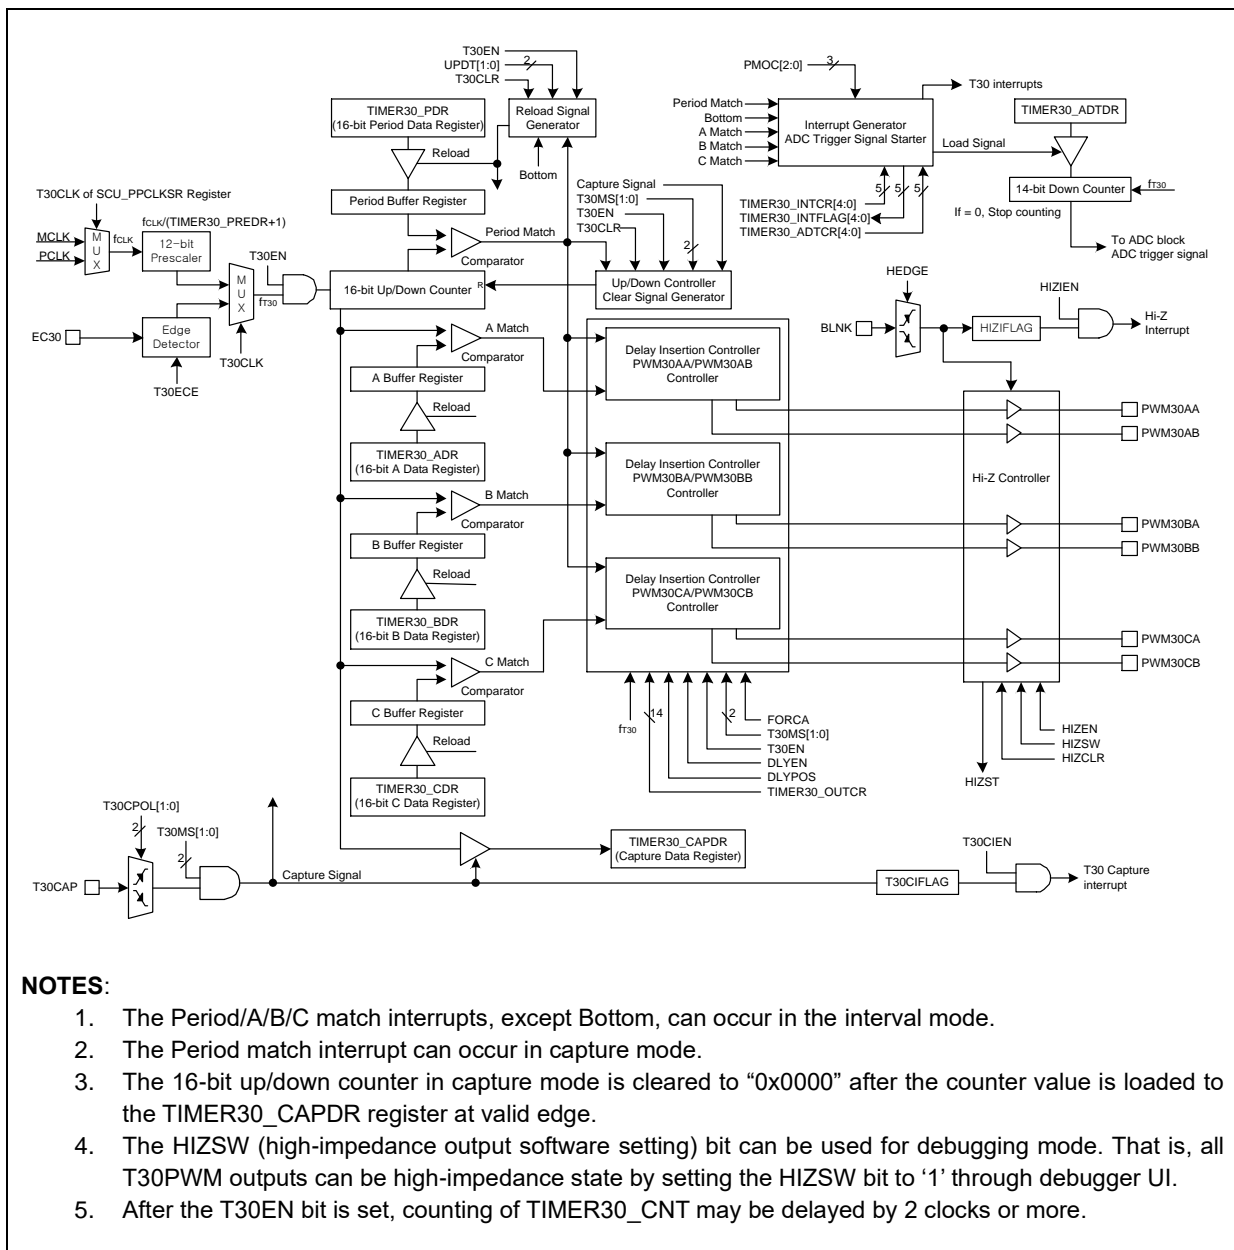 T30EN
UPDT[1:0]
2
T30CLR
PMOC[2:0]
3
T30 interrupts
TIMER30_PDR
(16-bit Period Data Register)
Reload Signal
Generator
Period Match
Bottom
A Match
B Match
C Match
Interrupt Generator
ADC Trigger Signal Starter
TIMER30_ADTDR
Reload
Load Signal
Bottom
T30CLK of SCU_PPCLKSR Register
Period Buffer Register
Capture Signal
T30MS[1:0]
T30EN
T30CLR
2
5
5
5
TIMER30_INTCR[4:0]
TIMER30_INTFLAG[4:0]
TIMER30_ADTCR[4:0]
14-bit Down Counter
fT30
If = 0, Stop counting
fCLK/(TIMER30_PREDR+1)
MCLK
PCLK
MUX
fCLK
12-bit
Prescaler
Period Match
Comparator
To ADC block
ADC trigger signal
T30EN
MUX
fT30
16-bit Up/Down Counter
R
Up/Down Controller
Clear Signal Generator
HEDGE
HIZIEN
EC30
Edge
Detector
T30CLK
T30ECE
BLNK
HIZIFLAG
Hi-Z
Interrupt
A Match
Comparator
A Buffer Register
Reload
TIMER30_ADR
(16-bit A Data Register)
Delay Insertion Controller
PWM30AA/PWM30AB
Controller
PWM30AA
PWM30AB
B Match
Comparator
B Buffer Register
Reload
TIMER30_BDR
(16-bit B Data Register)
Delay Insertion Controller
PWM30BA/PWM30BB
Controller
Hi-Z Controller
PWM30BA
PWM30BB
C Match
Comparator
C Buffer Register
Reload
TIMER30_CDR
(16-bit C Data Register)
Delay Insertion Controller
PWM30CA/PWM30CB
Controller
PWM30CA
PWM30CB
fT30
14
2
FORCA
T30MS[1:0]
T30EN
DLYEN
DLYPOS
TIMER30_OUTCR
HIZEN
HIZSW
HIZCLR
HIZST
T30CPOL[1:0]
2
T30MS[1:0]
2
T30CAP
Capture Signal
TIMER30_CAPDR
(Capture Data Register)
T30CIEN
T30CIFLAG
T30 Capture
interrupt
NOTES:
1. The Period/A/B/C match interrupts, except Bottom, can occur in the interval mode.
2. The Period match interrupt can occur in capture mode.
3. The 16-bit up/down counter in capture mode is cleared to “0x0000” after the counter value is loaded to
the TIMER30_CAPDR register at valid edge.
4. The HIZSW (high-impedance output software setting) bit can be used for debugging mode. That is, all
T30PWM outputs can be high-impedance state by setting the HIZSW bit to ‘1’ through debugger UI.
5. After the T30EN bit is set, counting of TIMER30_CNT may be delayed by 2 clocks or more.